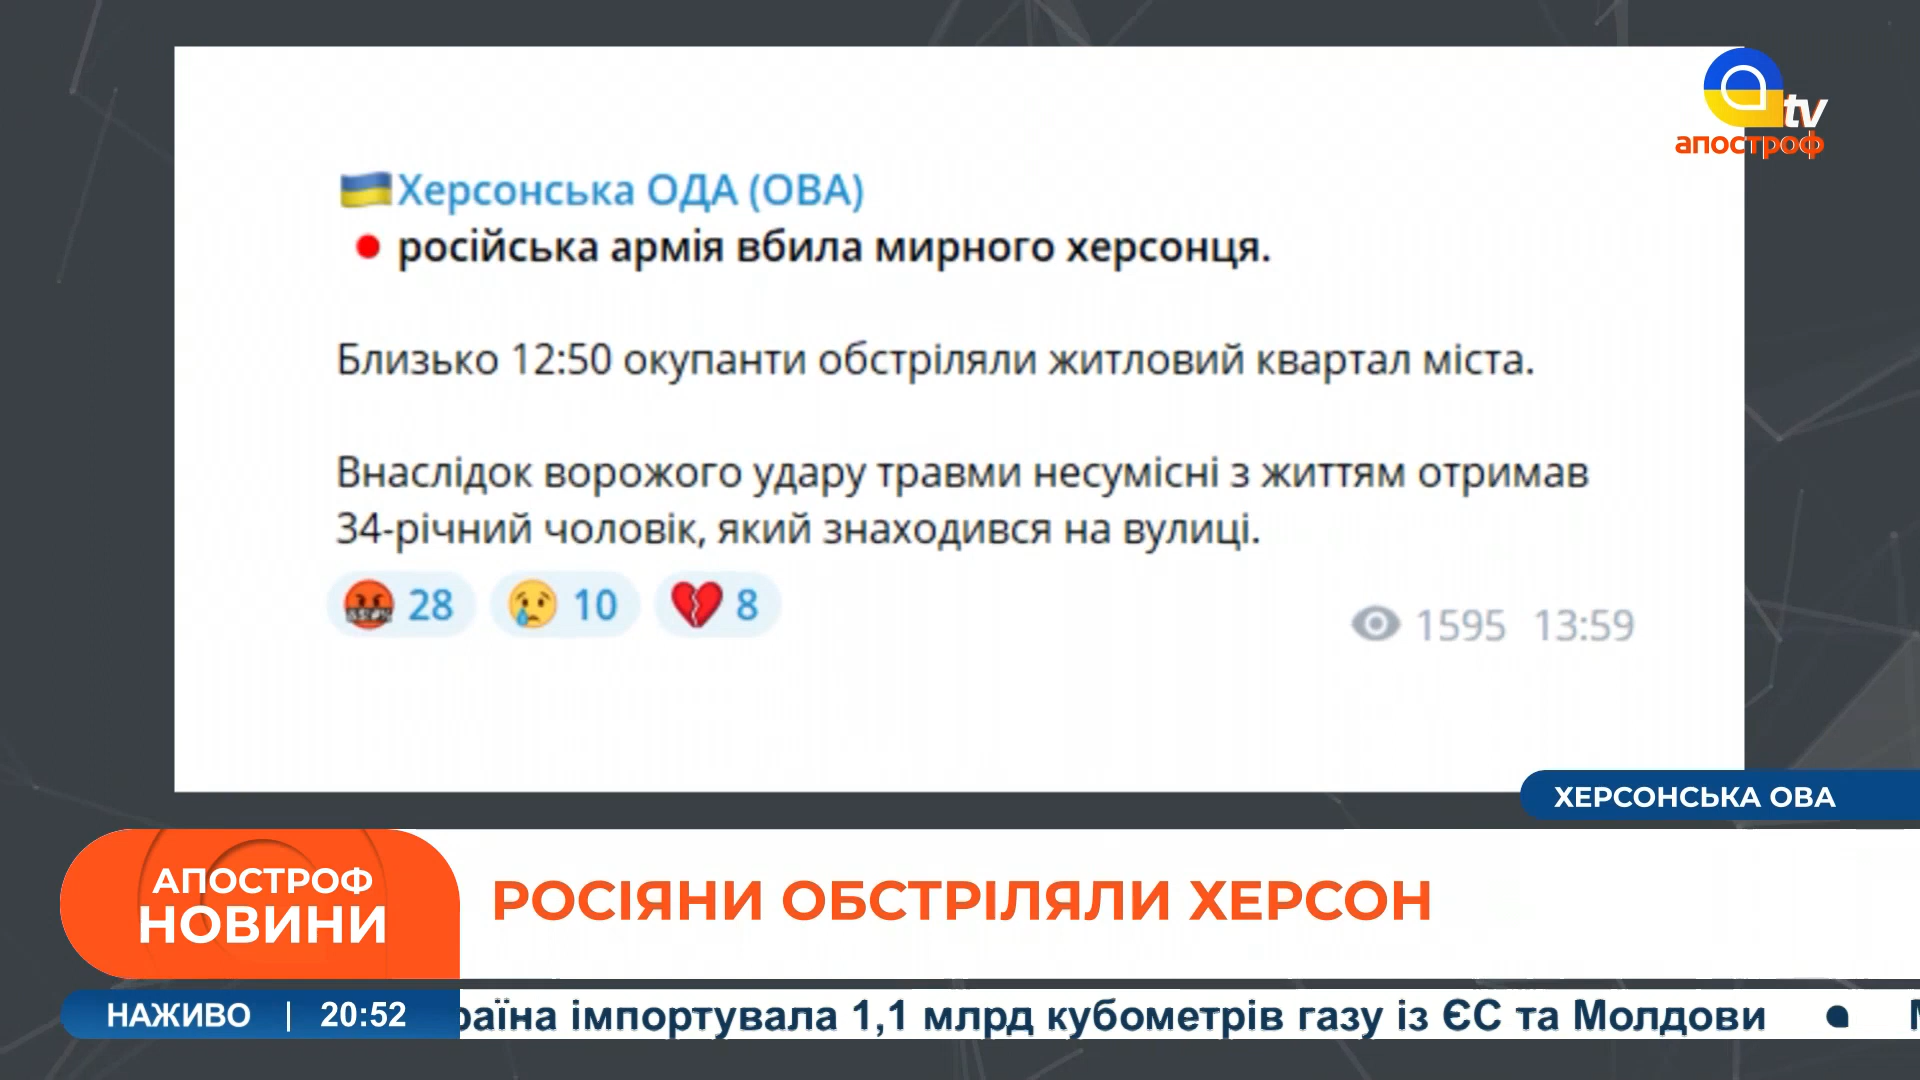 tv
апостроф
Херсонська ОДА (ОВА)
російська армія вбила мирного херсонця.
Близько 12:50 окупанти обстріляли житловий квартал міста.
Внаслідок ворожого удару травми несумісні з життям отримав
34-річний чоловік, який знаходився на вулиці.
28 10 8
1595 13:59
ХЕРСОНСЬКА ОВА
АПОСТРОФ
НОВИНИ
РОСІЯНИ ОБСТРІЛЯЛИ ХЕРСОН
НАЖИВО | 20:52
раїна імпортувала 1,1 млрд кубометрів газу із ЄС та Молдови